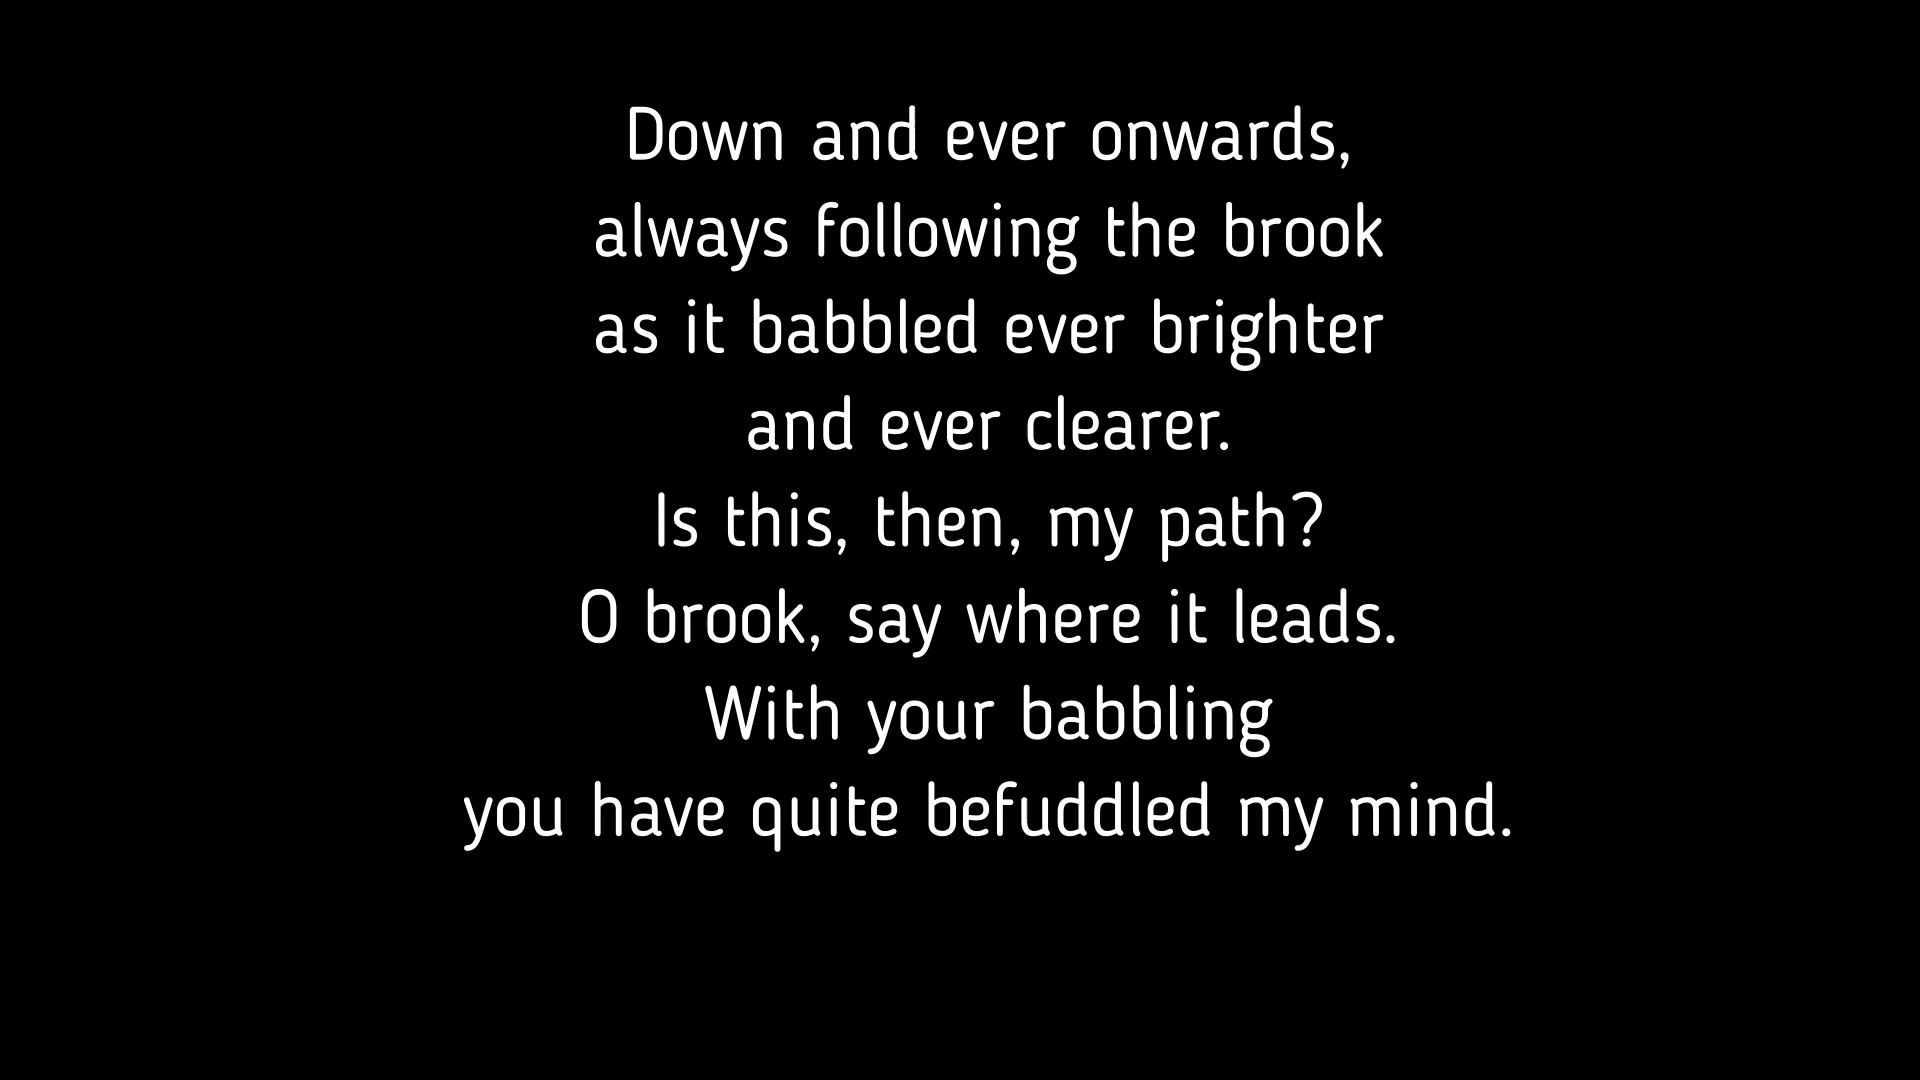 Down and ever onwards,
always following the brook
as it babbled ever brighter
and ever clearer.
Is this, then, my path?
O brook, say where it leads.
With your babbling
you have quite befuddled my mind.